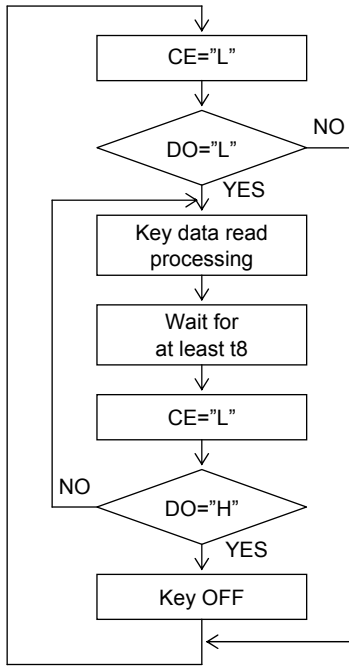 CE=”L”
DO=”L”
NO
YES
Key data read
processing
Wait for
at least t8
CE=”L”
NO
DO=”H”
YES
Key OFF